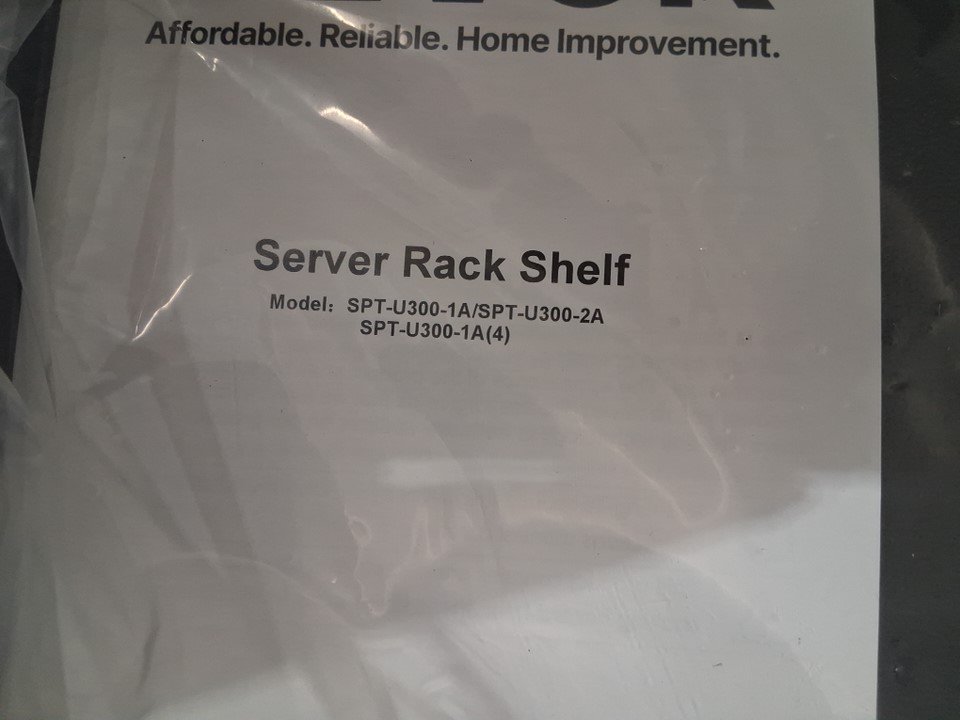 Affordable. Reliable. Home Improvement.
Server Rack Shelf
Model: SPT-U300-1A/SPT-U300-2A
SPT-U300-1A(4)